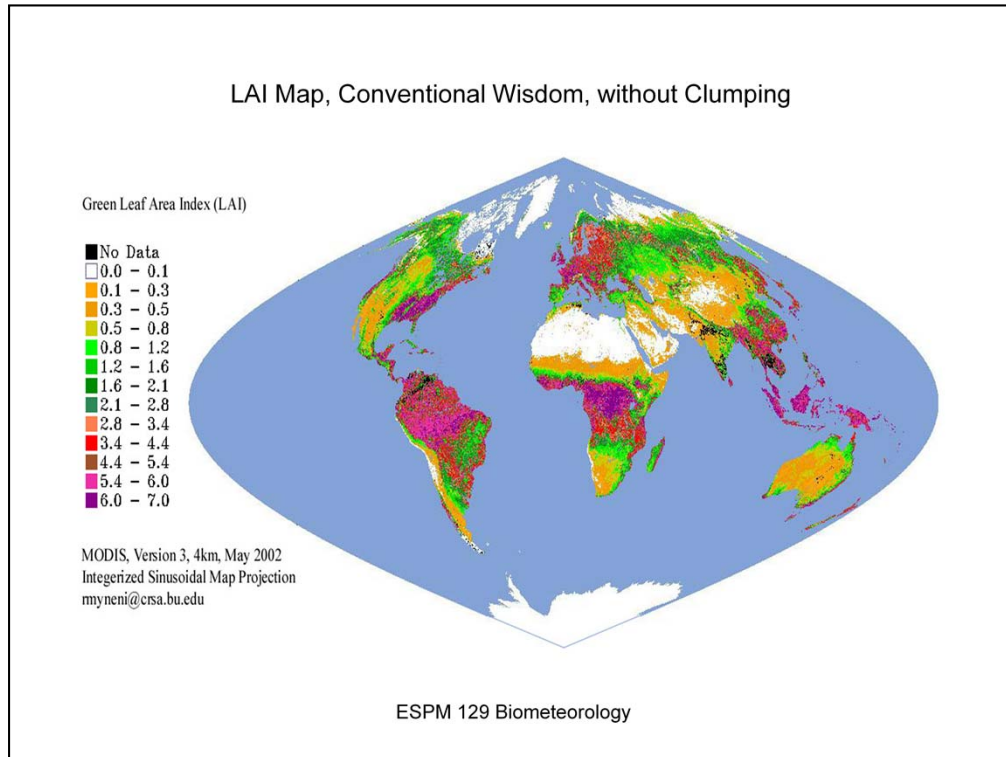 LAI Map, Conventional Wisdom, without Clumping
Green Leaf Area Index (LAI)
No Data
0.0 - 0.1
0.1 - 0.3
0.3 - 0.5
0.5 - 0.8
0.8 - 1.2
1.2 - 1.6
1.6 - 2.1
2.1 - 2.8
2.8 - 3.4
3.4 - 4.4
4.4 - 5.4
5.4 - 6.0
6.0 - 7.0
MODIS, Version 3, 4km, May 2002
Integerized Sinusoidal Map Projection
rmyneni@crsa.bu.edu
ESPM 129 Biometeorology